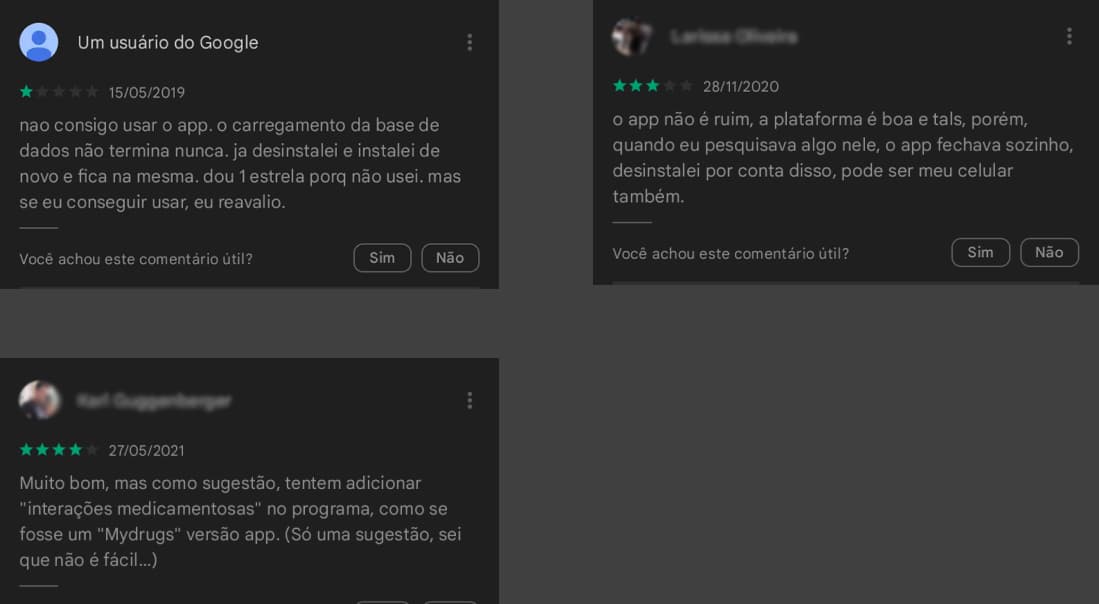 Um usuário do Google
15/05/2019
nao consigo usar o app. o carregamento da base de
dados não termina nunca. ja desinstalei e instalei de
novo e fica na mesma. dou 1 estrela porq não usei. mas
se eu conseguir usar, eu reavalio.
Você achou este comentário útil?
Sim
Não
28/11/2020
o app não é ruim, a plataforma é boa e tals, porém,
quando eu pesquisava algo nele, o app fechava sozinho,
desinstalei por conta disso, pode ser meu celular
também.
Você achou este comentário útil?
Sim
Não
27/05/2021
Muito bom, mas como sugestão, tentem adicionar
"interações medicamentosas" no programa, como se
fosse um "Mydrugs" versão app. (Só uma sugestão, sei
que não é fácil...)